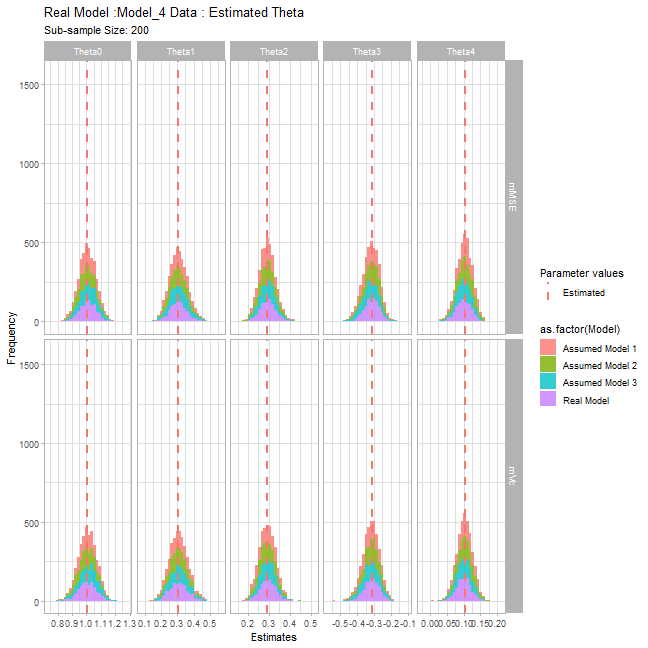 Real Model :Model_4 Data : Estimated Theta
Sub-sample Size: 200
Theta0 Theta1 Theta2 Theta3 Theta4
1500
1000
500
0
mMSE
1500
1000
500
0
mVc
Frequency
0.8 0.9 1.0 1.1 1.2 1.3 0.1 0.2 0.3 0.4 0.5 0.2 0.3 0.4 0.5 -0.5 -0.4 -0.3 -0.2 -0.1 0.00 0.05 0.10 0.15 0.20
Estimates
Parameter values
Estimated
as.factor(Model)
Assumed Model 1
Assumed Model 2
Assumed Model 3
Real Model